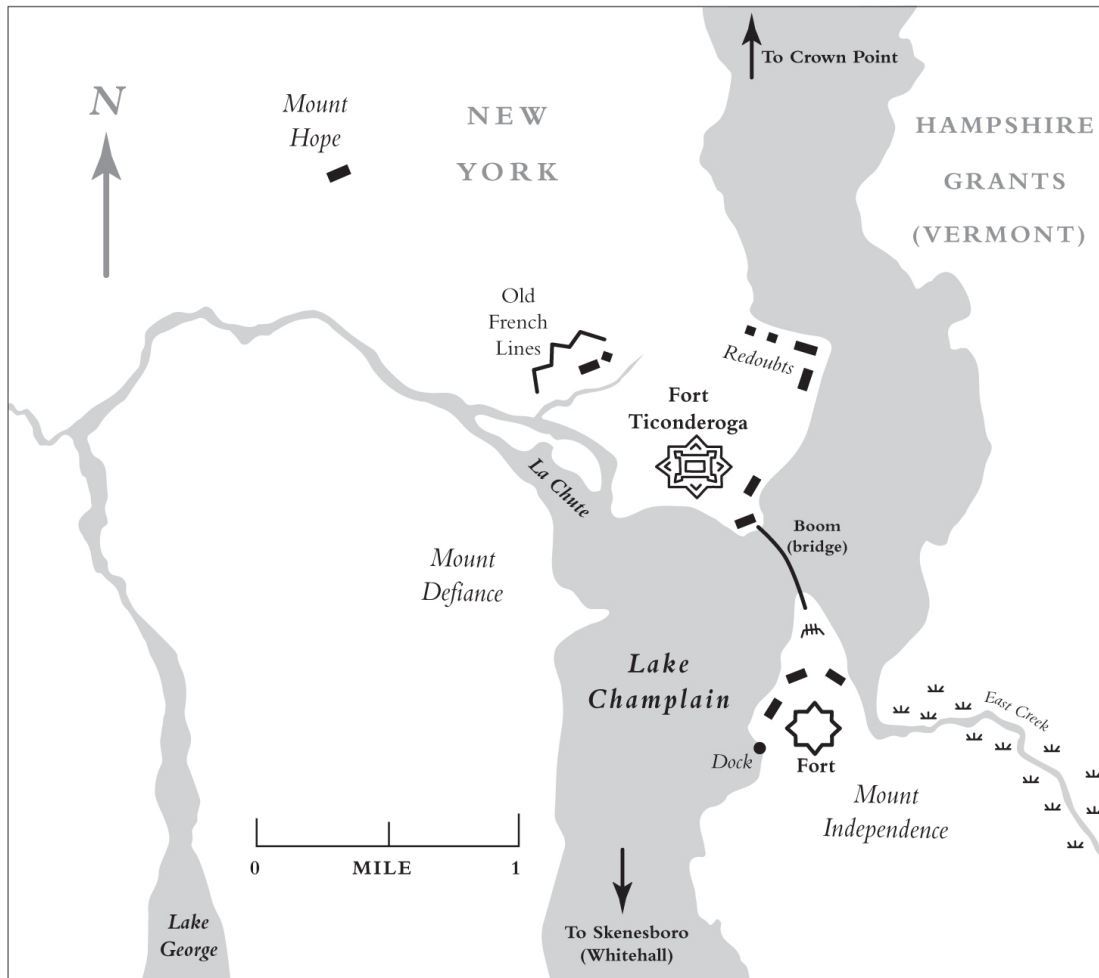 To Crown Point
N
Mount
Hope
NEW
YORK
HAMPSHIRE
GRANTS
(VERMONT)
Old
French
Lines
Redoubts
Fort
Ticonderoga
La Chute
Boom
(bridge)
Mount
Defiance
Lake
Champlain
East Creek
Dock
Fort
Mount
Independence
0
MILE
1
Lake
George
To Skenesboro
(Whitehall)